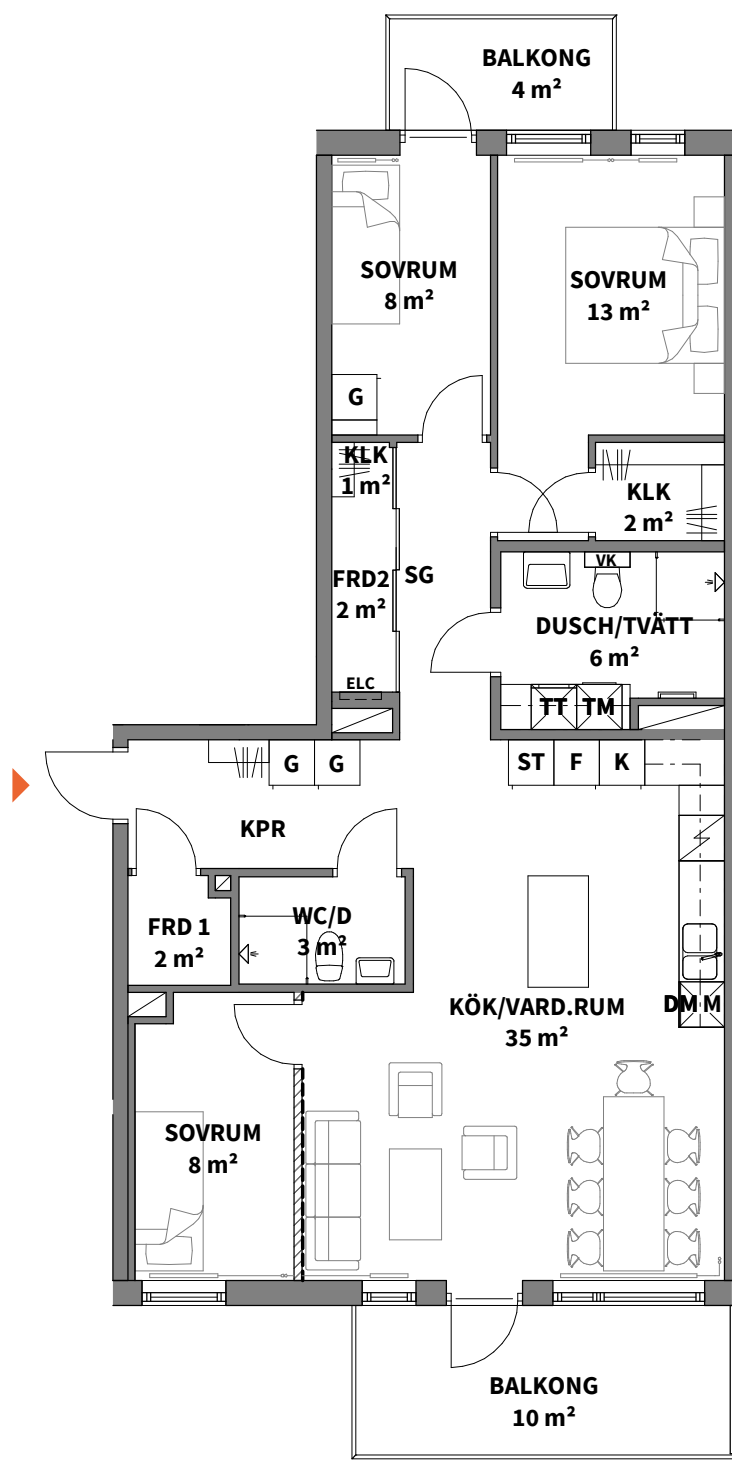 BALKONG
4 m²
SOVRUM
8 m²
SOVRUM
13 m²
G
KLK
1 m²
KLK
2 m²
FRD2
2 m²
SG
VK
DUSCH/TVÄTT
6 m²
ELC
TT TM
G G
ST F K
KPR
FRD 1
2 m²
WC/D
3 m²
KÖK/VARD.RUM
35 m²
DM M
SOVRUM
8 m²
BALKONG
10 m²